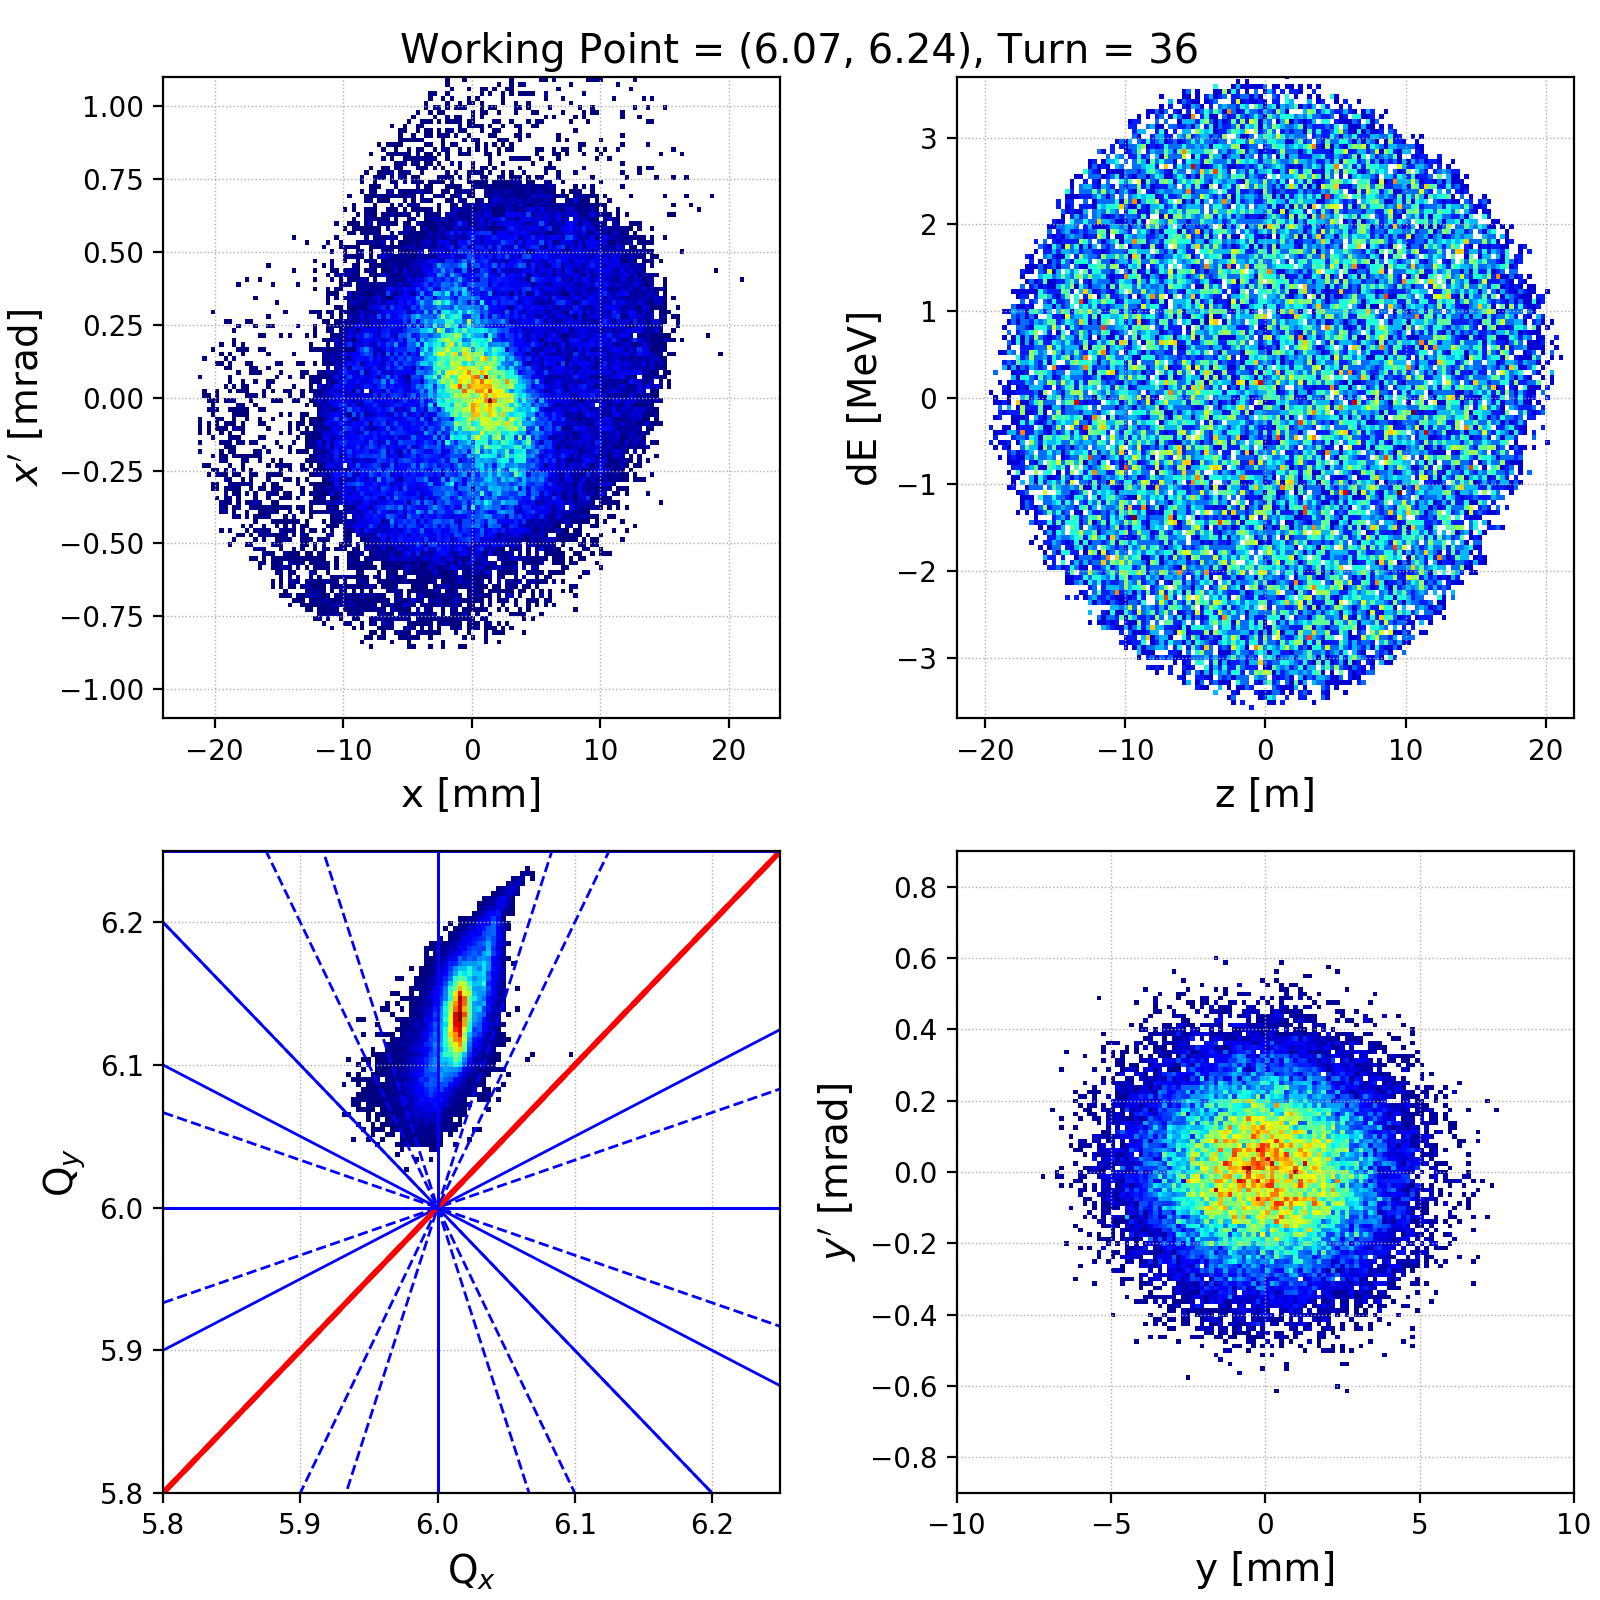 Working Point = (6.07, 6.24), Turn = 36
1.00
0.75
0.50
0.25
0.00
−0.25
−0.50
−0.75
−1.00
x′ [mrad]
−20 −10 0 10 20
x [mm]
3
2
1
0
−1
−2
−3
dE [MeV]
−20 −10 0 10 20
z [m]
6.2
6.1
6.0
5.9
5.8
Qy
5.8 5.9 6.0 6.1 6.2
Qx
0.8
0.6
0.4
0.2
0.0
−0.2
−0.4
−0.6
−0.8
y′ [mrad]
−10 −5 0 5 10
y [mm]